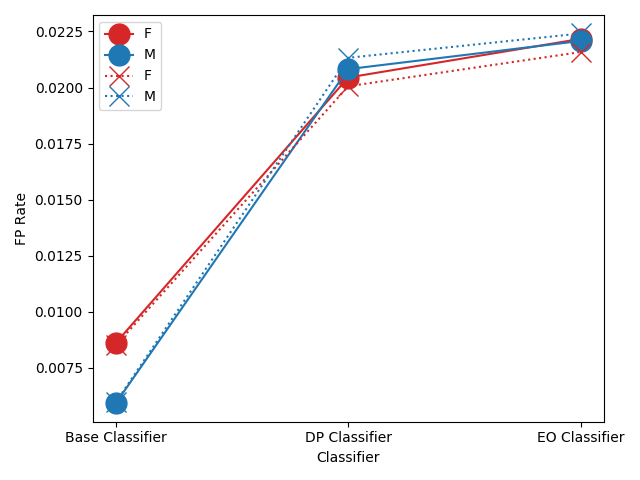 0.0225
0.0200
0.0175
0.0150
0.0125
0.0100
0.0075
FP Rate
F
M
F
M
Base Classifier
DP Classifier
EO Classifier
Classifier